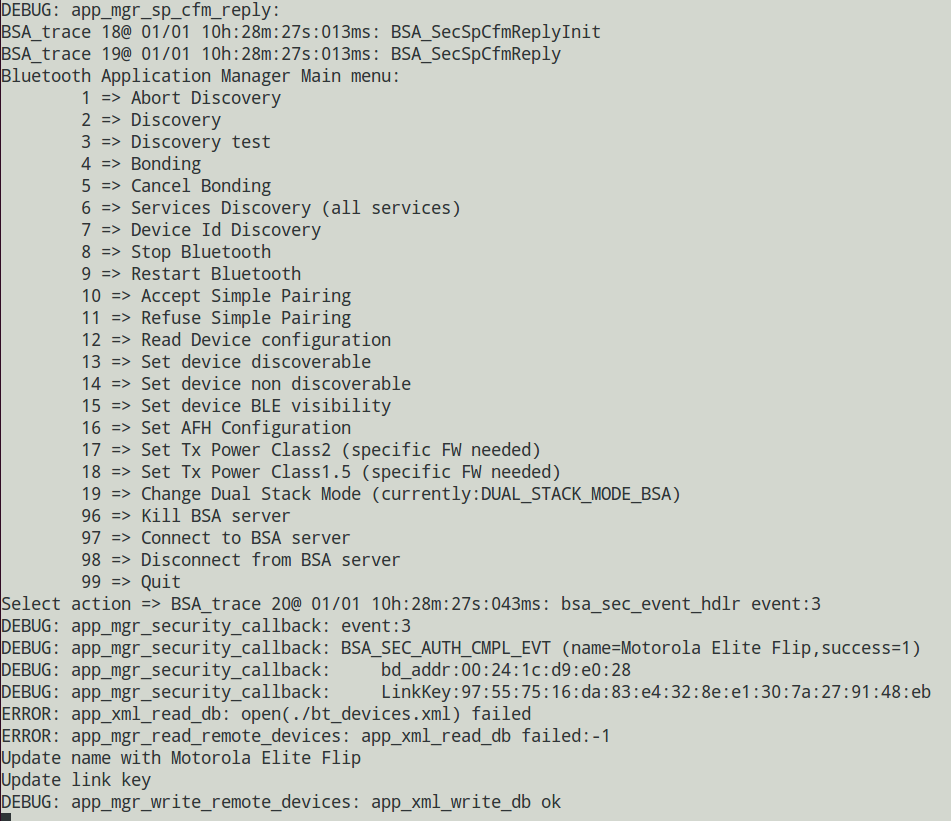 DEBUG: app_mgr_sp_cfm_reply:
BSA_trace 18@ 01/01 10h:28m:27s:013ms: BSA_SecSpCfmReplyInit
BSA_trace 19@ 01/01 10h:28m:27s:013ms: BSA_SecSpCfmReply
Bluetooth Application Manager Main menu:
        1 => Abort Discovery
        2 => Discovery
        3 => Discovery test
        4 => Bonding
        5 => Cancel Bonding
        6 => Services Discovery (all services)
        7 => Device Id Discovery
        8 => Stop Bluetooth
        9 => Restart Bluetooth
        10 => Accept Simple Pairing
        11 => Refuse Simple Pairing
        12 => Read Device configuration
        13 => Set device discoverable
        14 => Set device non discoverable
        15 => Set device BLE visibility
        16 => Set AFH Configuration
        17 => Set Tx Power Class2 (specific FW needed)
        18 => Set Tx Power Class1.5 (specific FW needed)
        19 => Change Dual Stack Mode (currently:DUAL_STACK_MODE_BSA)
        96 => Kill BSA server
        97 => Connect to BSA server
        98 => Disconnect from BSA server
        99 => Quit
Select action => BSA_trace 20@ 01/01 10h:28m:27s:043ms: bsa_sec_event_hdlr event:3
DEBUG: app_mgr_security_callback: event:3
DEBUG: app_mgr_security_callback: BSA_SEC_AUTH_CMPL_EVT (name=Motorola Elite Flip,success=1)
DEBUG: app_mgr_security_callback:     bd_addr:00:24:1c:d9:e0:28
DEBUG: app_mgr_security_callback:     LinkKey:97:55:75:16:da:83:e4:32:8e:e1:30:7a:27:91:48:eb
ERROR: app_xml_read_db: open(./bt_devices.xml) failed
ERROR: app_mgr_read_remote_devices: app_xml_read_db failed:-1
Update name with Motorola Elite Flip
Update link key
DEBUG: app_mgr_write_remote_devices: app_xml_write_db ok